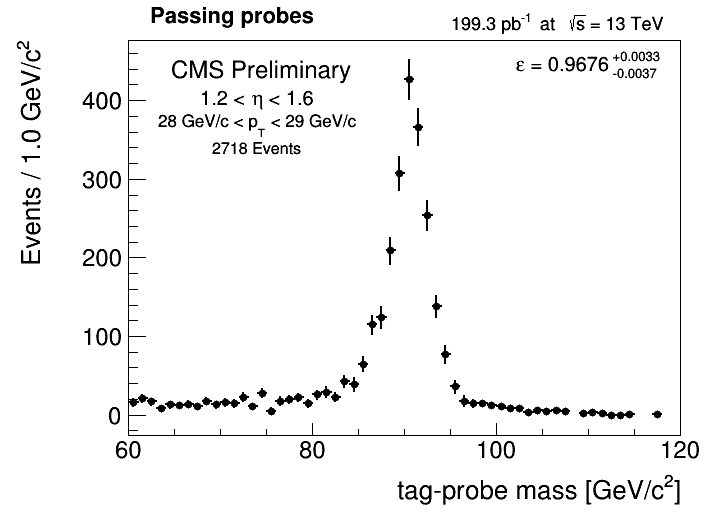 Passing probes
199.3 pb⁻¹ at √s = 13 TeV
CMS Preliminary
1.2 < η < 1.6
28 GeV/c < p_T < 29 GeV/c
2718 Events
ε = 0.9676 +0.0033 -0.0037
Events / 1.0 GeV/c²
400
300
200
100
0
60 80 100 120
tag-probe mass [GeV/c²]